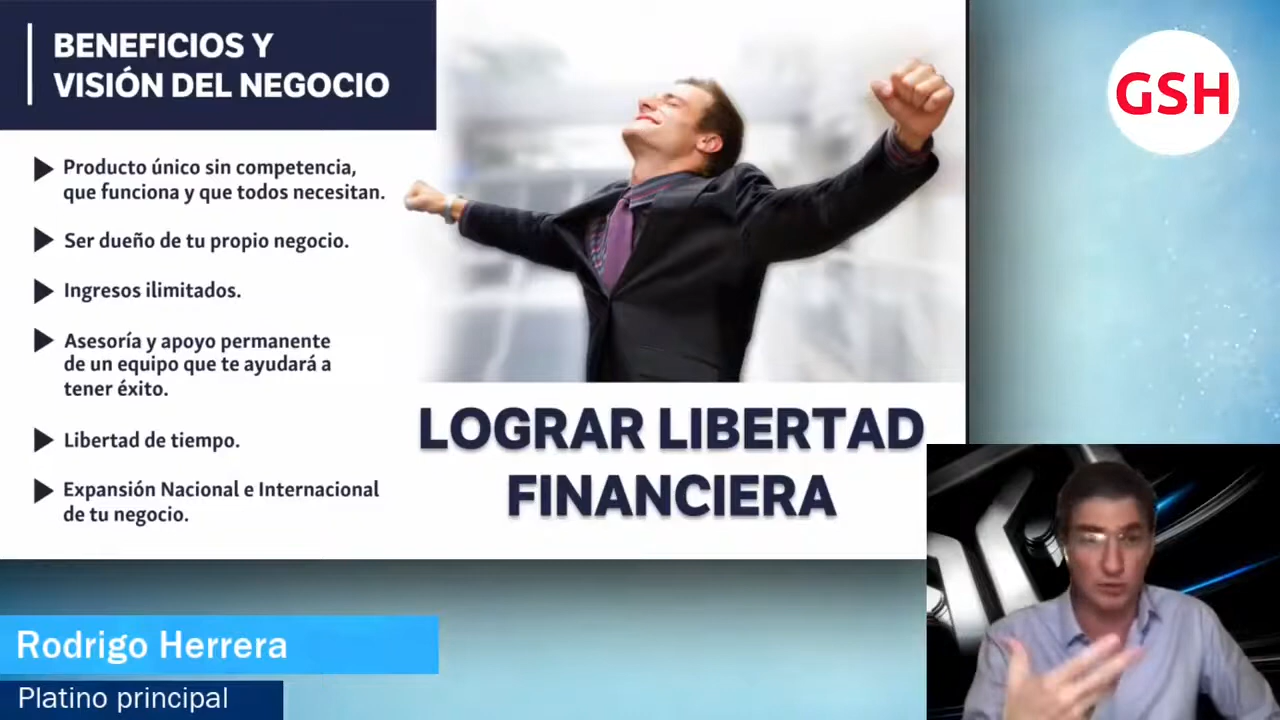 BENEFICIOS Y
VISIÓN DEL NEGOCIO
Producto único sin competencia,
que funciona y que todos necesitan.
Ser dueño de tu propio negocio.
Ingresos ilimitados.
Asesoría y apoyo permanente
de un equipo que te ayudará a
tener éxito.
Libertad de tiempo.
Expansión Nacional e Internacional
de tu negocio.
LOGRAR LIBERTAD
FINANCIERA
GSH
Rodrigo Herrera
Platino principal